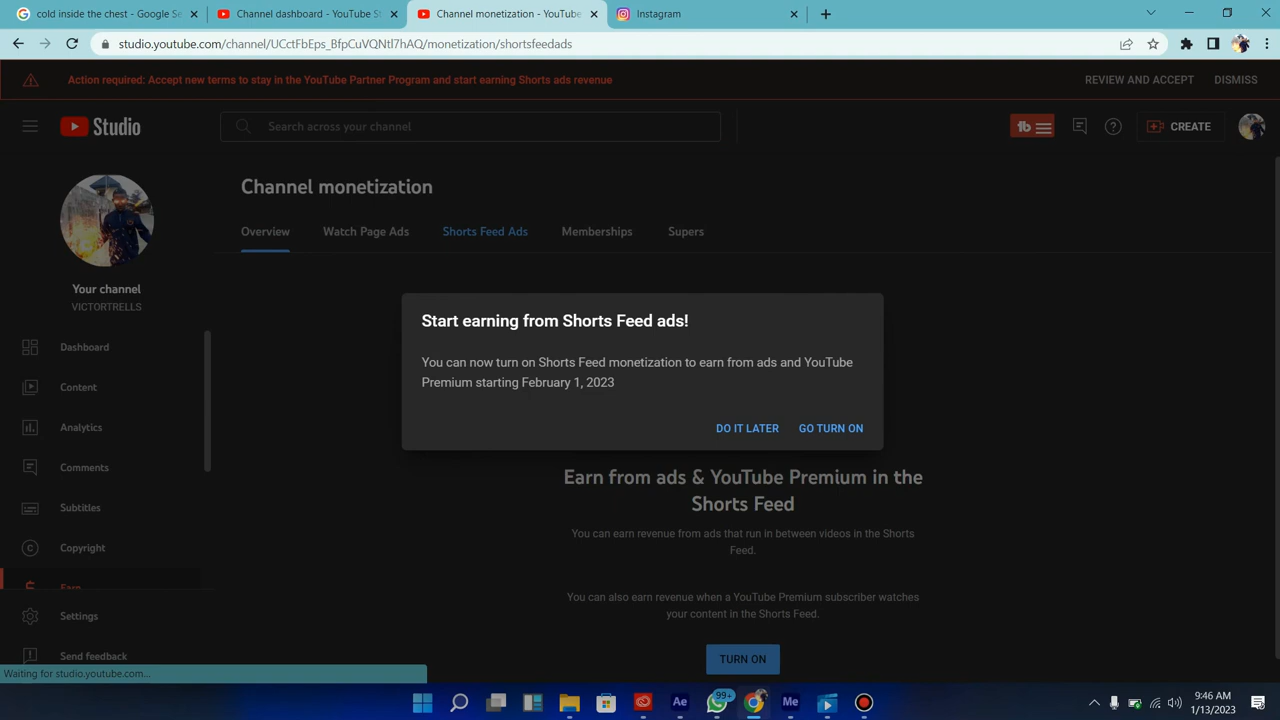 cold inside the chest - Google Se
Channel dashboard - YouTube St
Channel monetization - YouTube
Instagram
studio.youtube.com/channel/UCctFbEps_BfpCuVQNtl7hAQ/monetization/shortsfeedads
Action required: Accept new terms to stay in the YouTube Partner Program and start earning Shorts ads revenue
REVIEW AND ACCEPT
DISMISS
Studio
Search across your channel
tb
CREATE
Channel monetization
Overview
Watch Page Ads
Shorts Feed Ads
Memberships
Supers
Your channel
VICTORTRELLS
Dashboard
Content
Analytics
Comments
Subtitles
Copyright
Earn
Settings
Send feedback
Start earning from Shorts Feed ads!
You can now turn on Shorts Feed monetization to earn from ads and YouTube
Premium starting February 1, 2023
DO IT LATER
GO TURN ON
Earn from ads & YouTube Premium in the
Shorts Feed
You can earn revenue from ads that run in between videos in the Shorts
Feed.
You can also earn revenue when a YouTube Premium subscriber watches
your content in the Shorts Feed.
TURN ON
Waiting for studio.youtube.com...
Ae
99+
Me
9:46 AM
1/13/2023